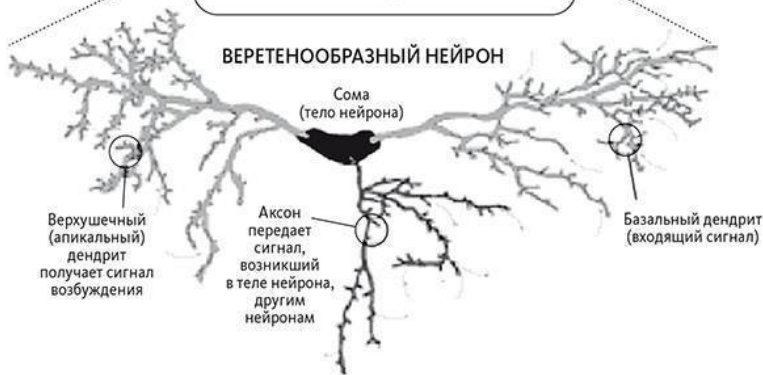 ВЕРЕТЕНООБРАЗНЫЙ НЕЙРОН
Сома
(тело нейрона)
Верхушечный
(апикальный)
дендрит
получает сигнал
возбуждения
Аксон
передает
сигнал,
возникший
в теле нейрона,
другим
нейронам
Базальный дендрит
(входящий сигнал)